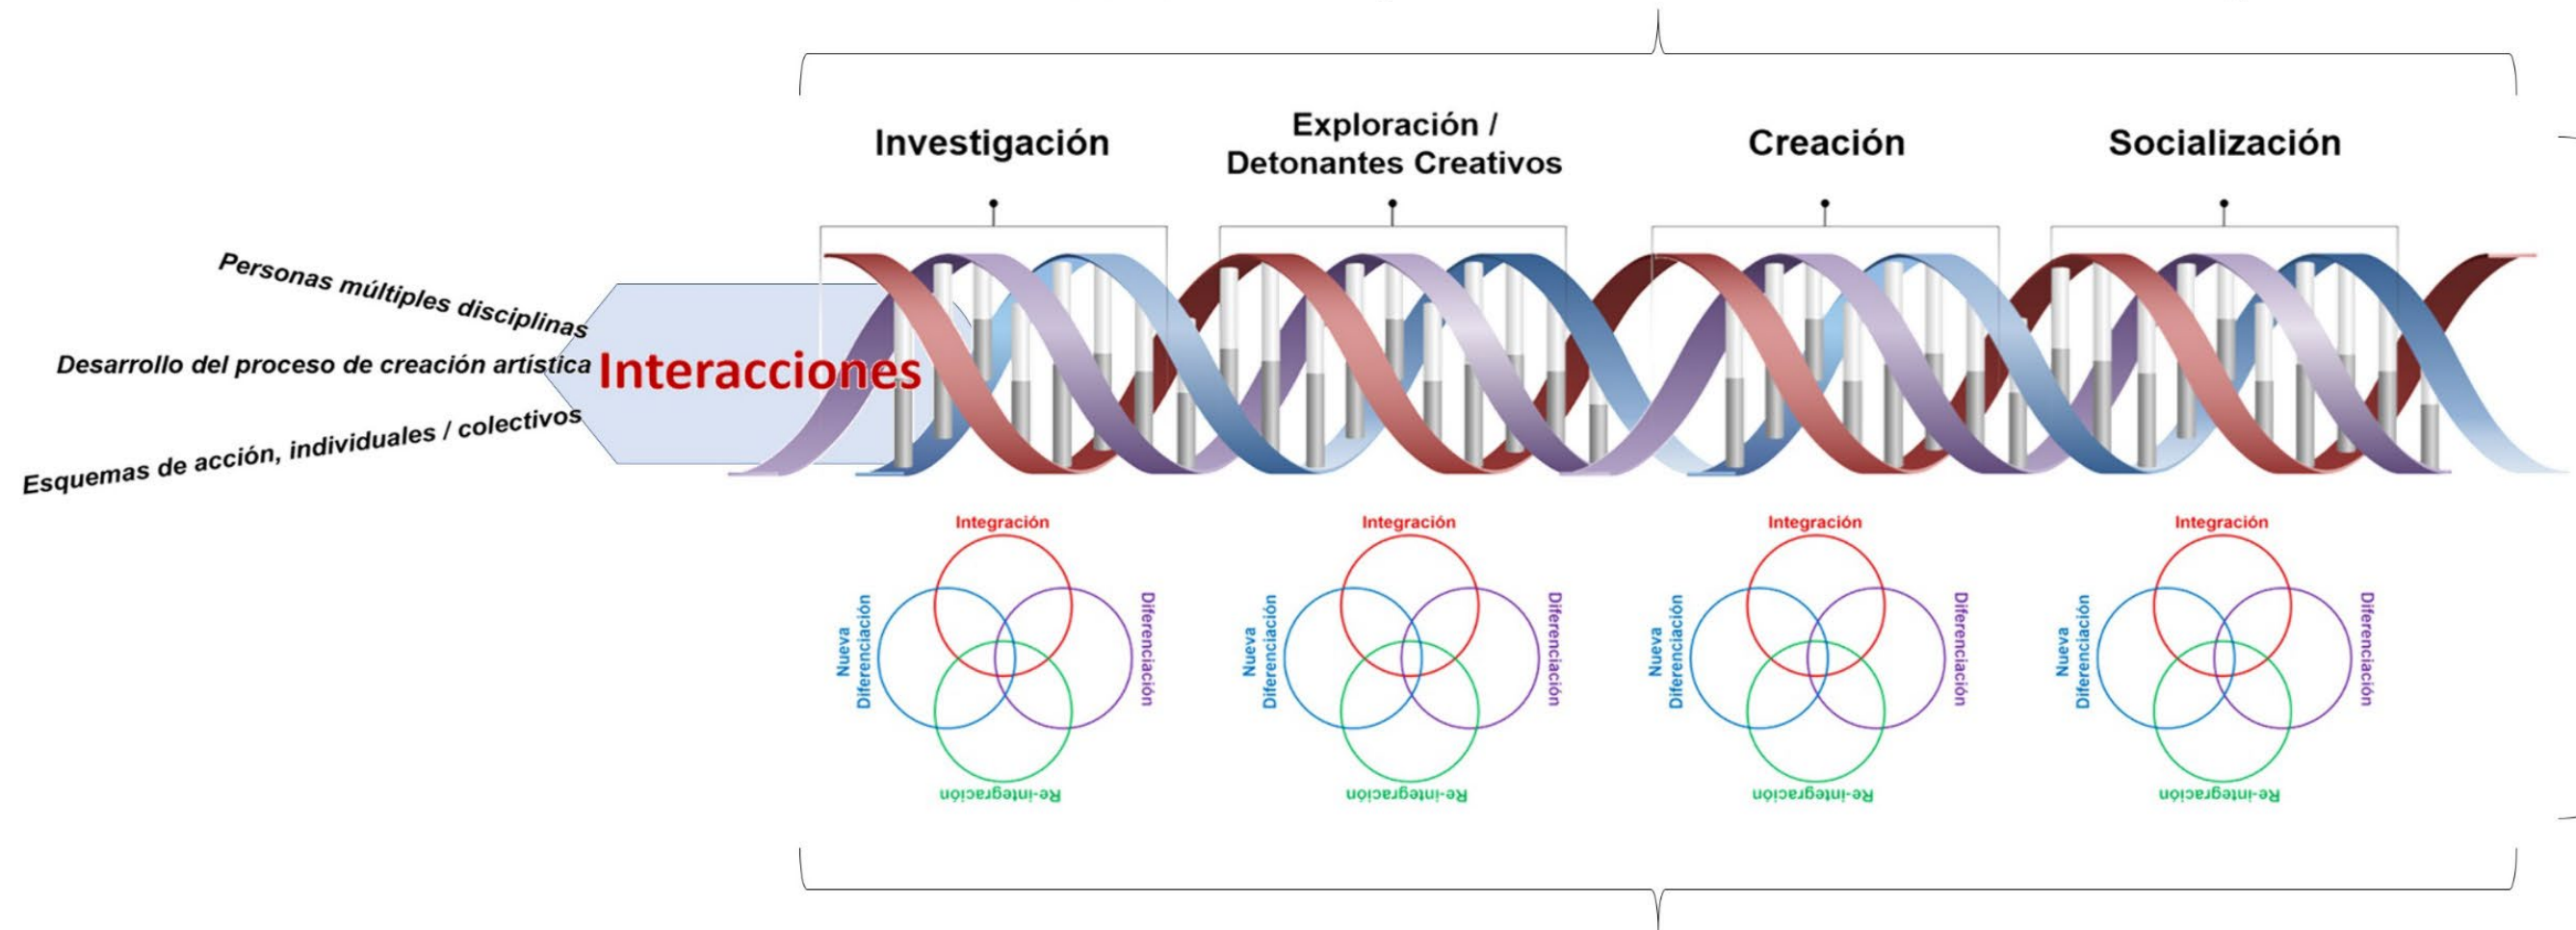 Investigación
Exploración /
Detonantes Creativos
Creación
Socialización
Personas múltiples disciplinas
Desarrollo del proceso de creación artística
Esquemas de acción, individuales / colectivos
Interacciones
Integración
Nueva
Diferenciación
Diferenciación
Re-integración
Integración
Nueva
Diferenciación
Diferenciación
Re-integración
Integración
Nueva
Diferenciación
Diferenciación
Re-integración
Integración
Nueva
Diferenciación
Diferenciación
Re-integración